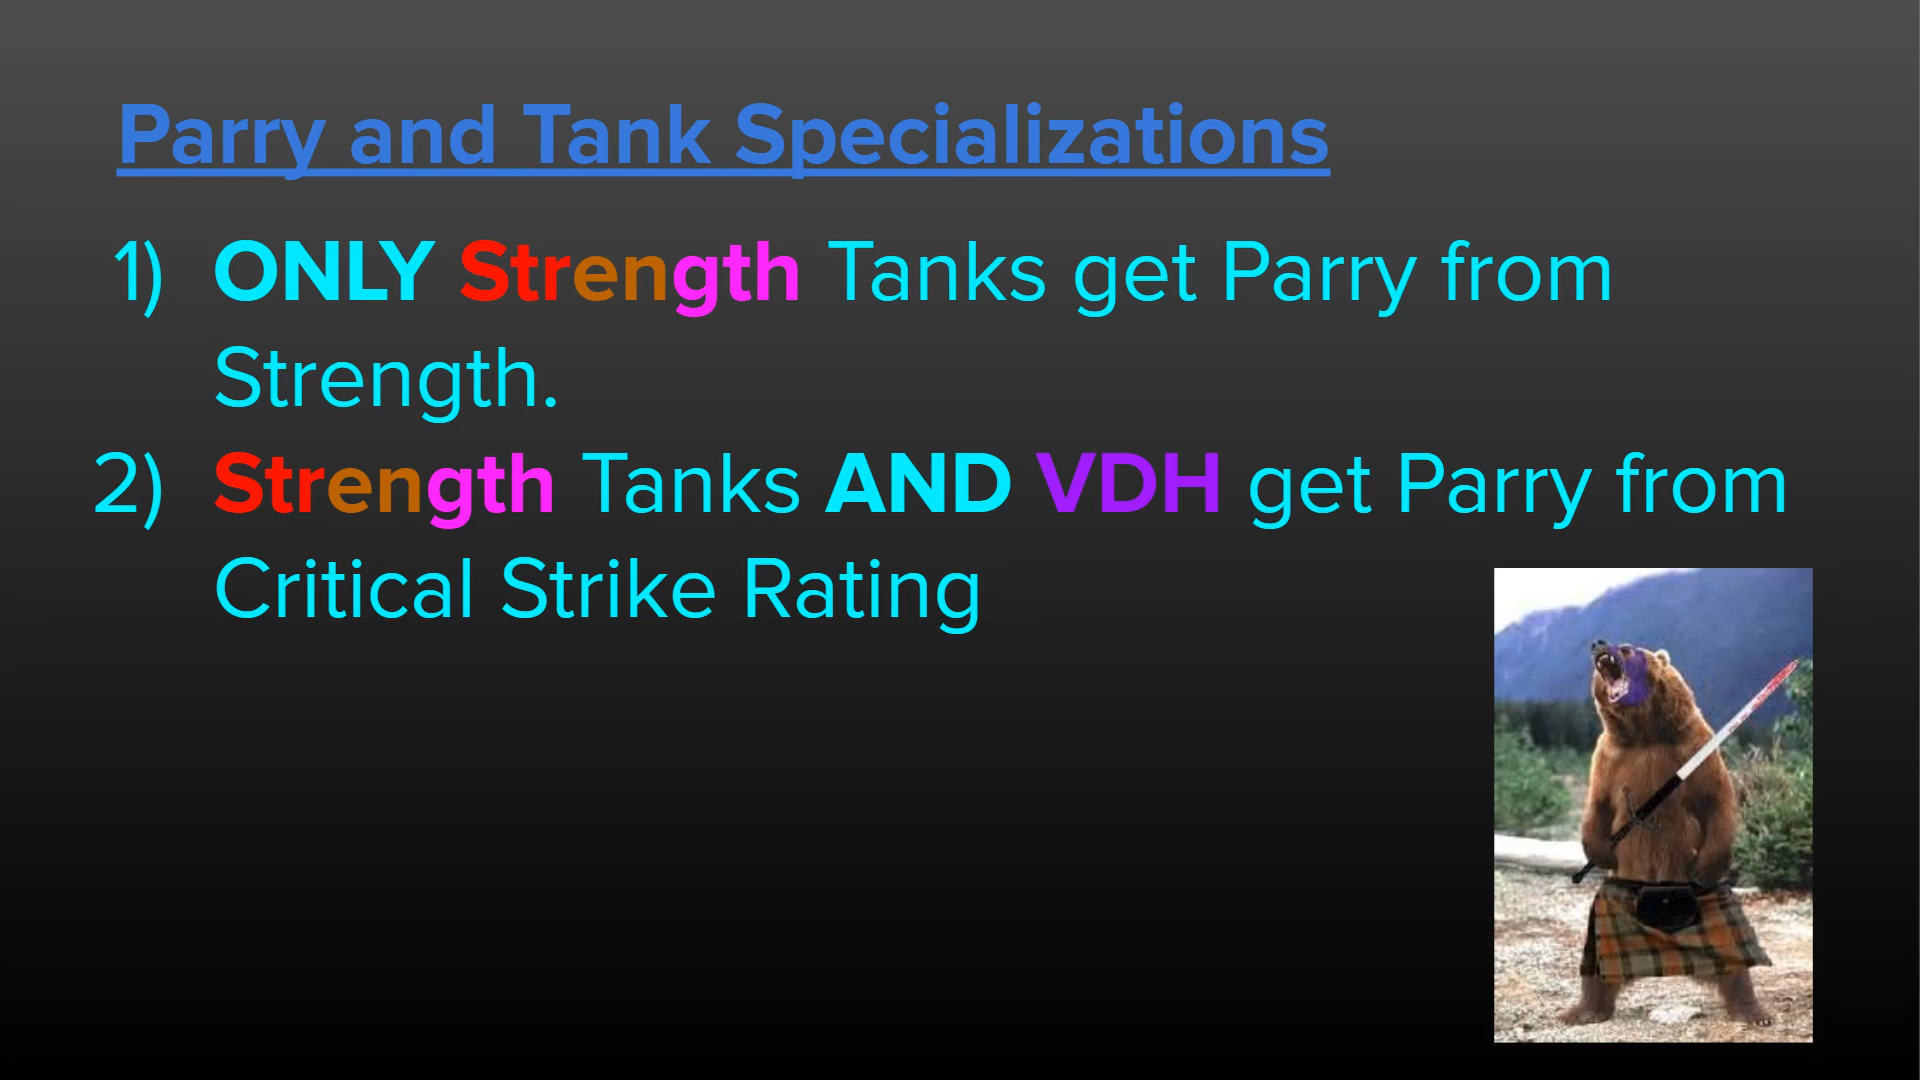 Parry and Tank Specializations
1) ONLY Strength Tanks get Parry from
Strength.
2) Strength Tanks AND VDH get Parry from
Critical Strike Rating